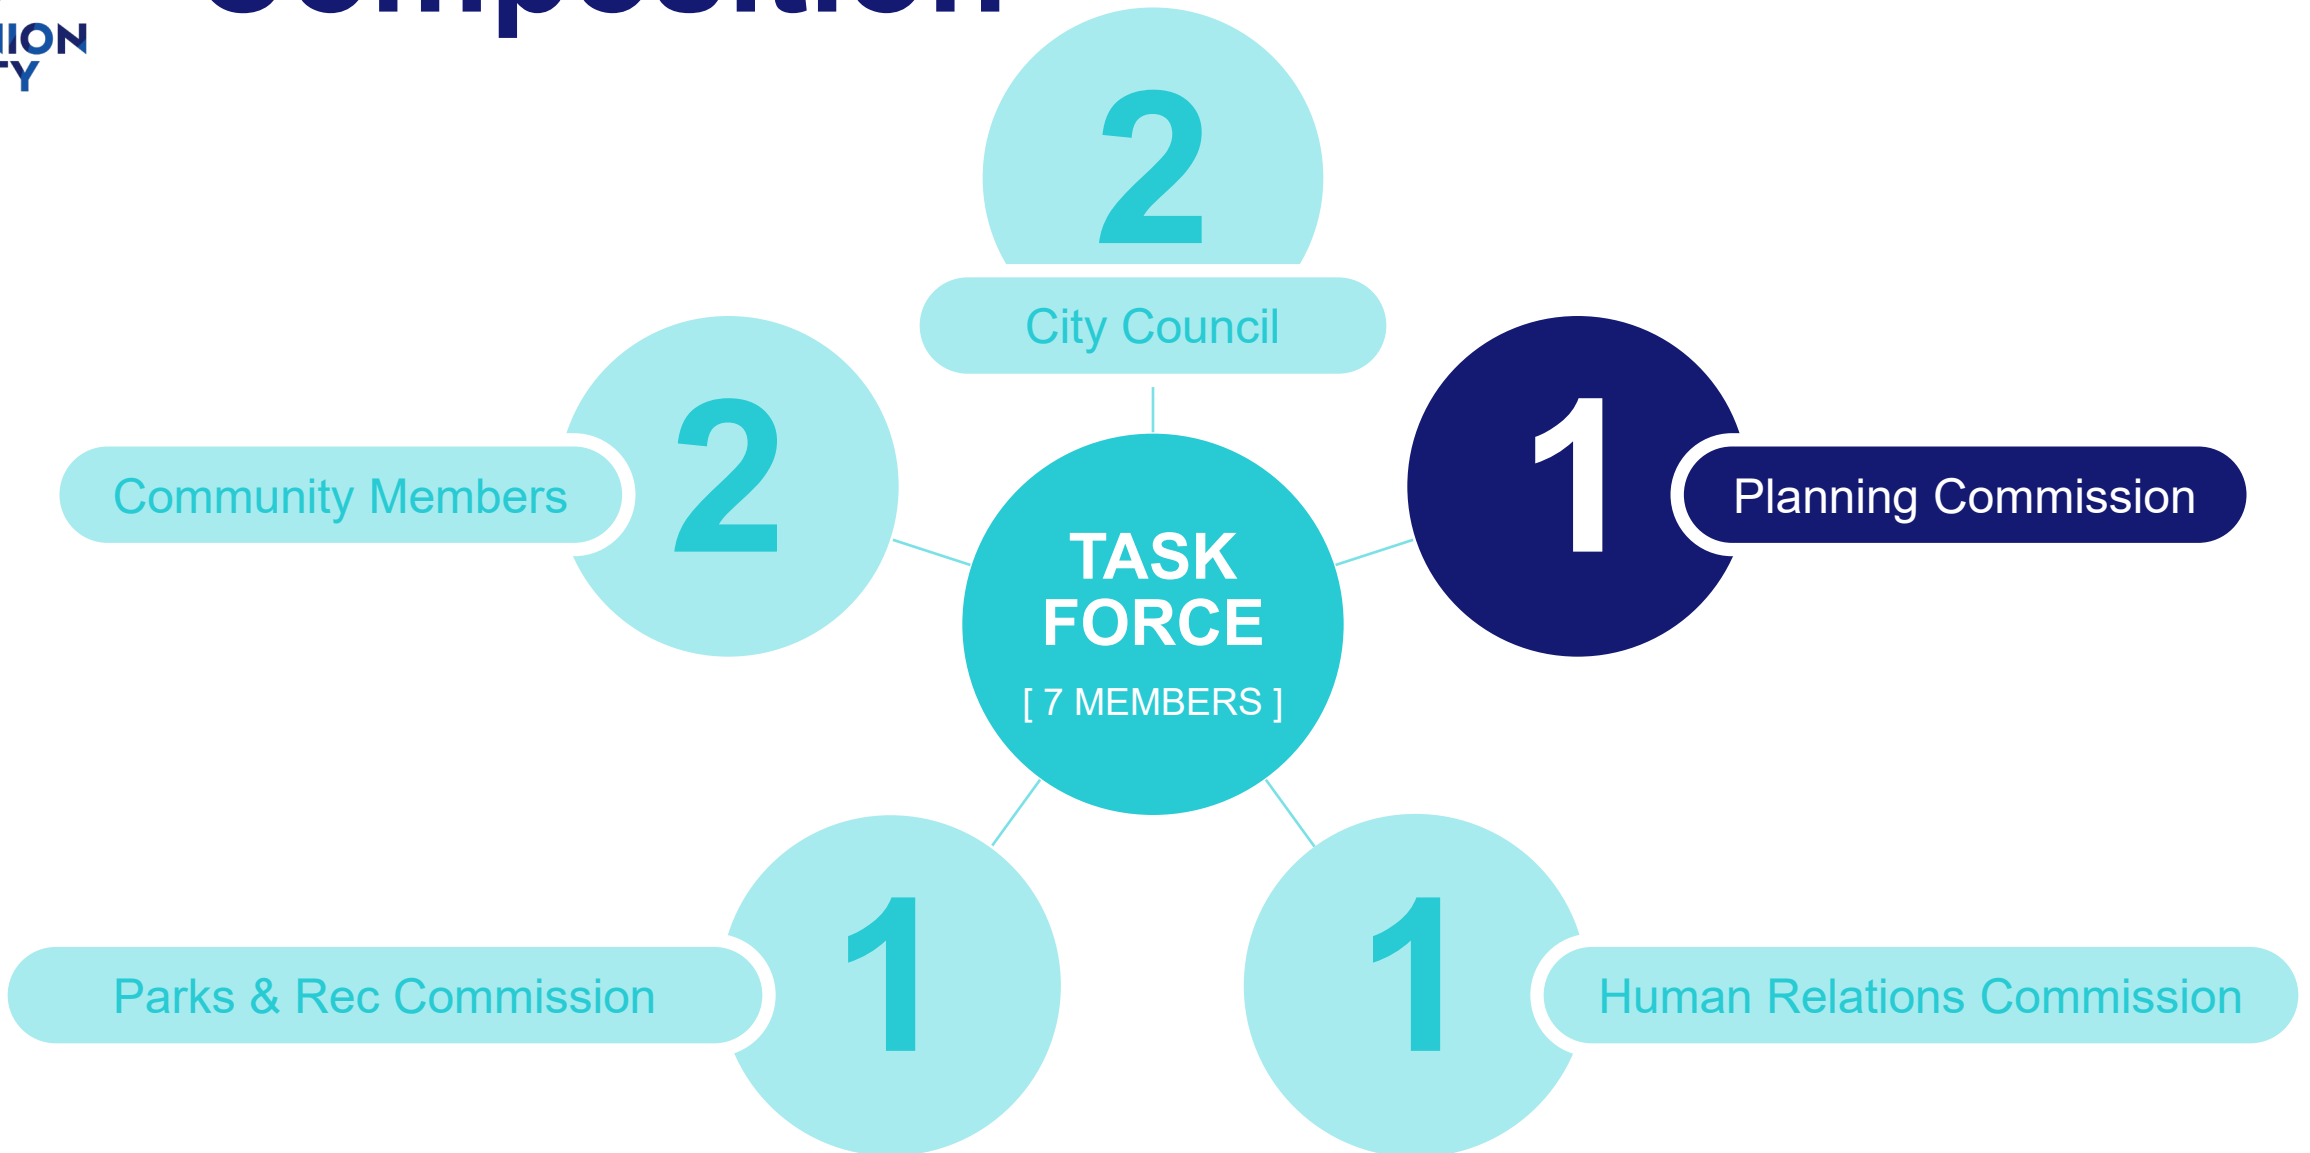 Composition
2
City Council
2
Community Members
1
Planning Commission
TASK
FORCE
[ 7 MEMBERS ]
1
Parks & Rec Commission
1
Human Relations Commission